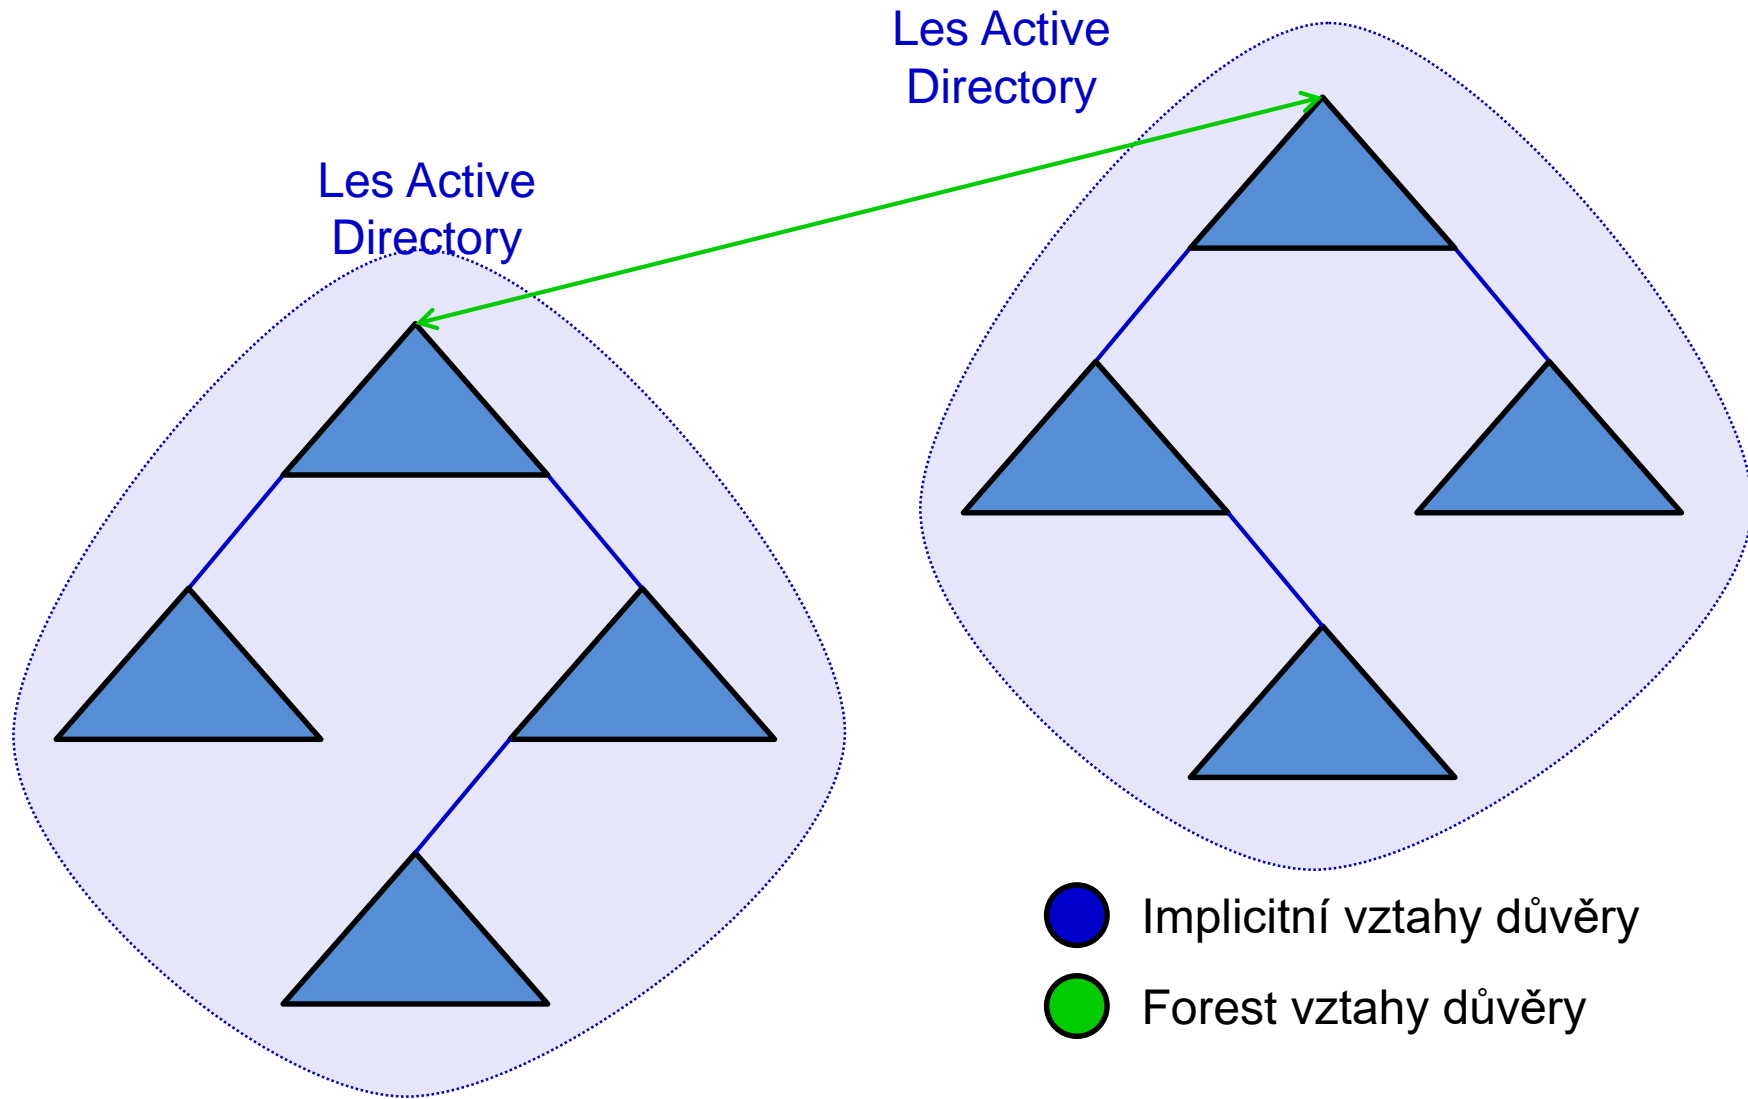 Les Active
Directory
Les Active
Directory
Implicitní vztahy důvěry
Forest vztahy důvěry